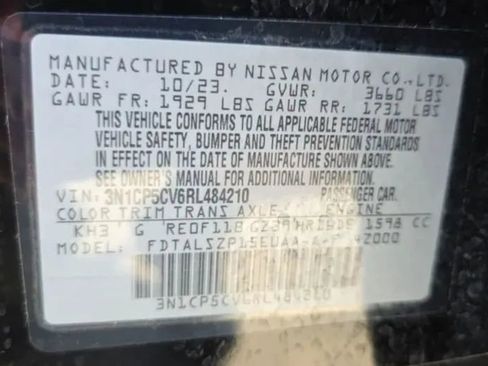 MANUFACTURED BY NISSAN MOTOR CO., LTD.
DATE: 10/23. GVWR: 3660 LBS
GAWR FR: 1929 LBS GAWR RR: 1731 LBS
THIS VEHICLE CONFORMS TO ALL APPLICABLE FEDERAL MOTOR
VEHICLE SAFETY, BUMPER AND THEFT PREVENTION STANDARDS
IN EFFECT ON THE DATE OF MANUFACTURE SHOWN ABOVE.
SEE OWNER'S MANUAL FOR ADDITIONAL INFORMATION.
VIN: 3N1CP5CV6RL484210 PASSENGER CAR.
COLOR TRIM TRANS AXLE ENGINE
KH3 G RE0F11B 1598 CC
MODEL:
3N1CP5CV6RL484210